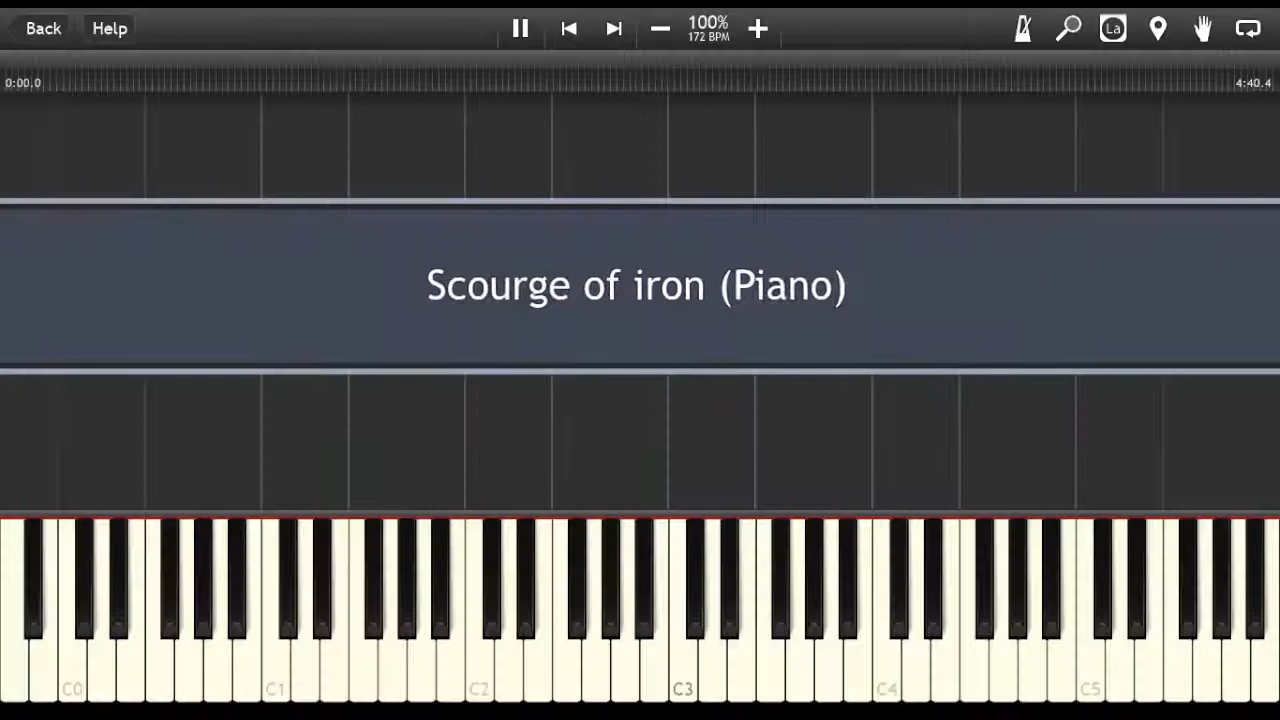 Back
Help
100%
172 BPM
La
0:00.0
4:40.4
Scourge of iron (Piano)
C0
C1
C2
C3
C4
C5